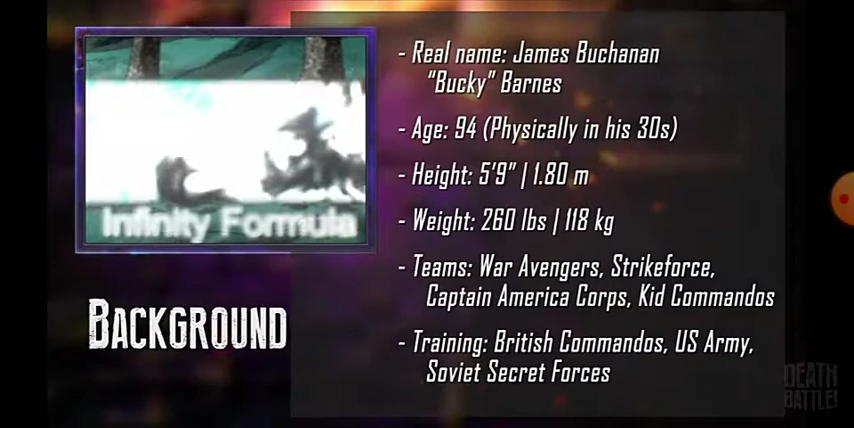 - Real name: James Buchanan
"Bucky" Barnes
- Age: 94 (Physically in his 30s)
- Height: 5'9" | 1.80 m
- Weight: 260 lbs | 118 kg
- Teams: War Avengers, Strikeforce,
Captain America Corps, Kid Commandos
- Training: British Commandos, US Army,
Soviet Secret Forces
Infinity Formula
BACKGROUND
DEATH
BATTLE!